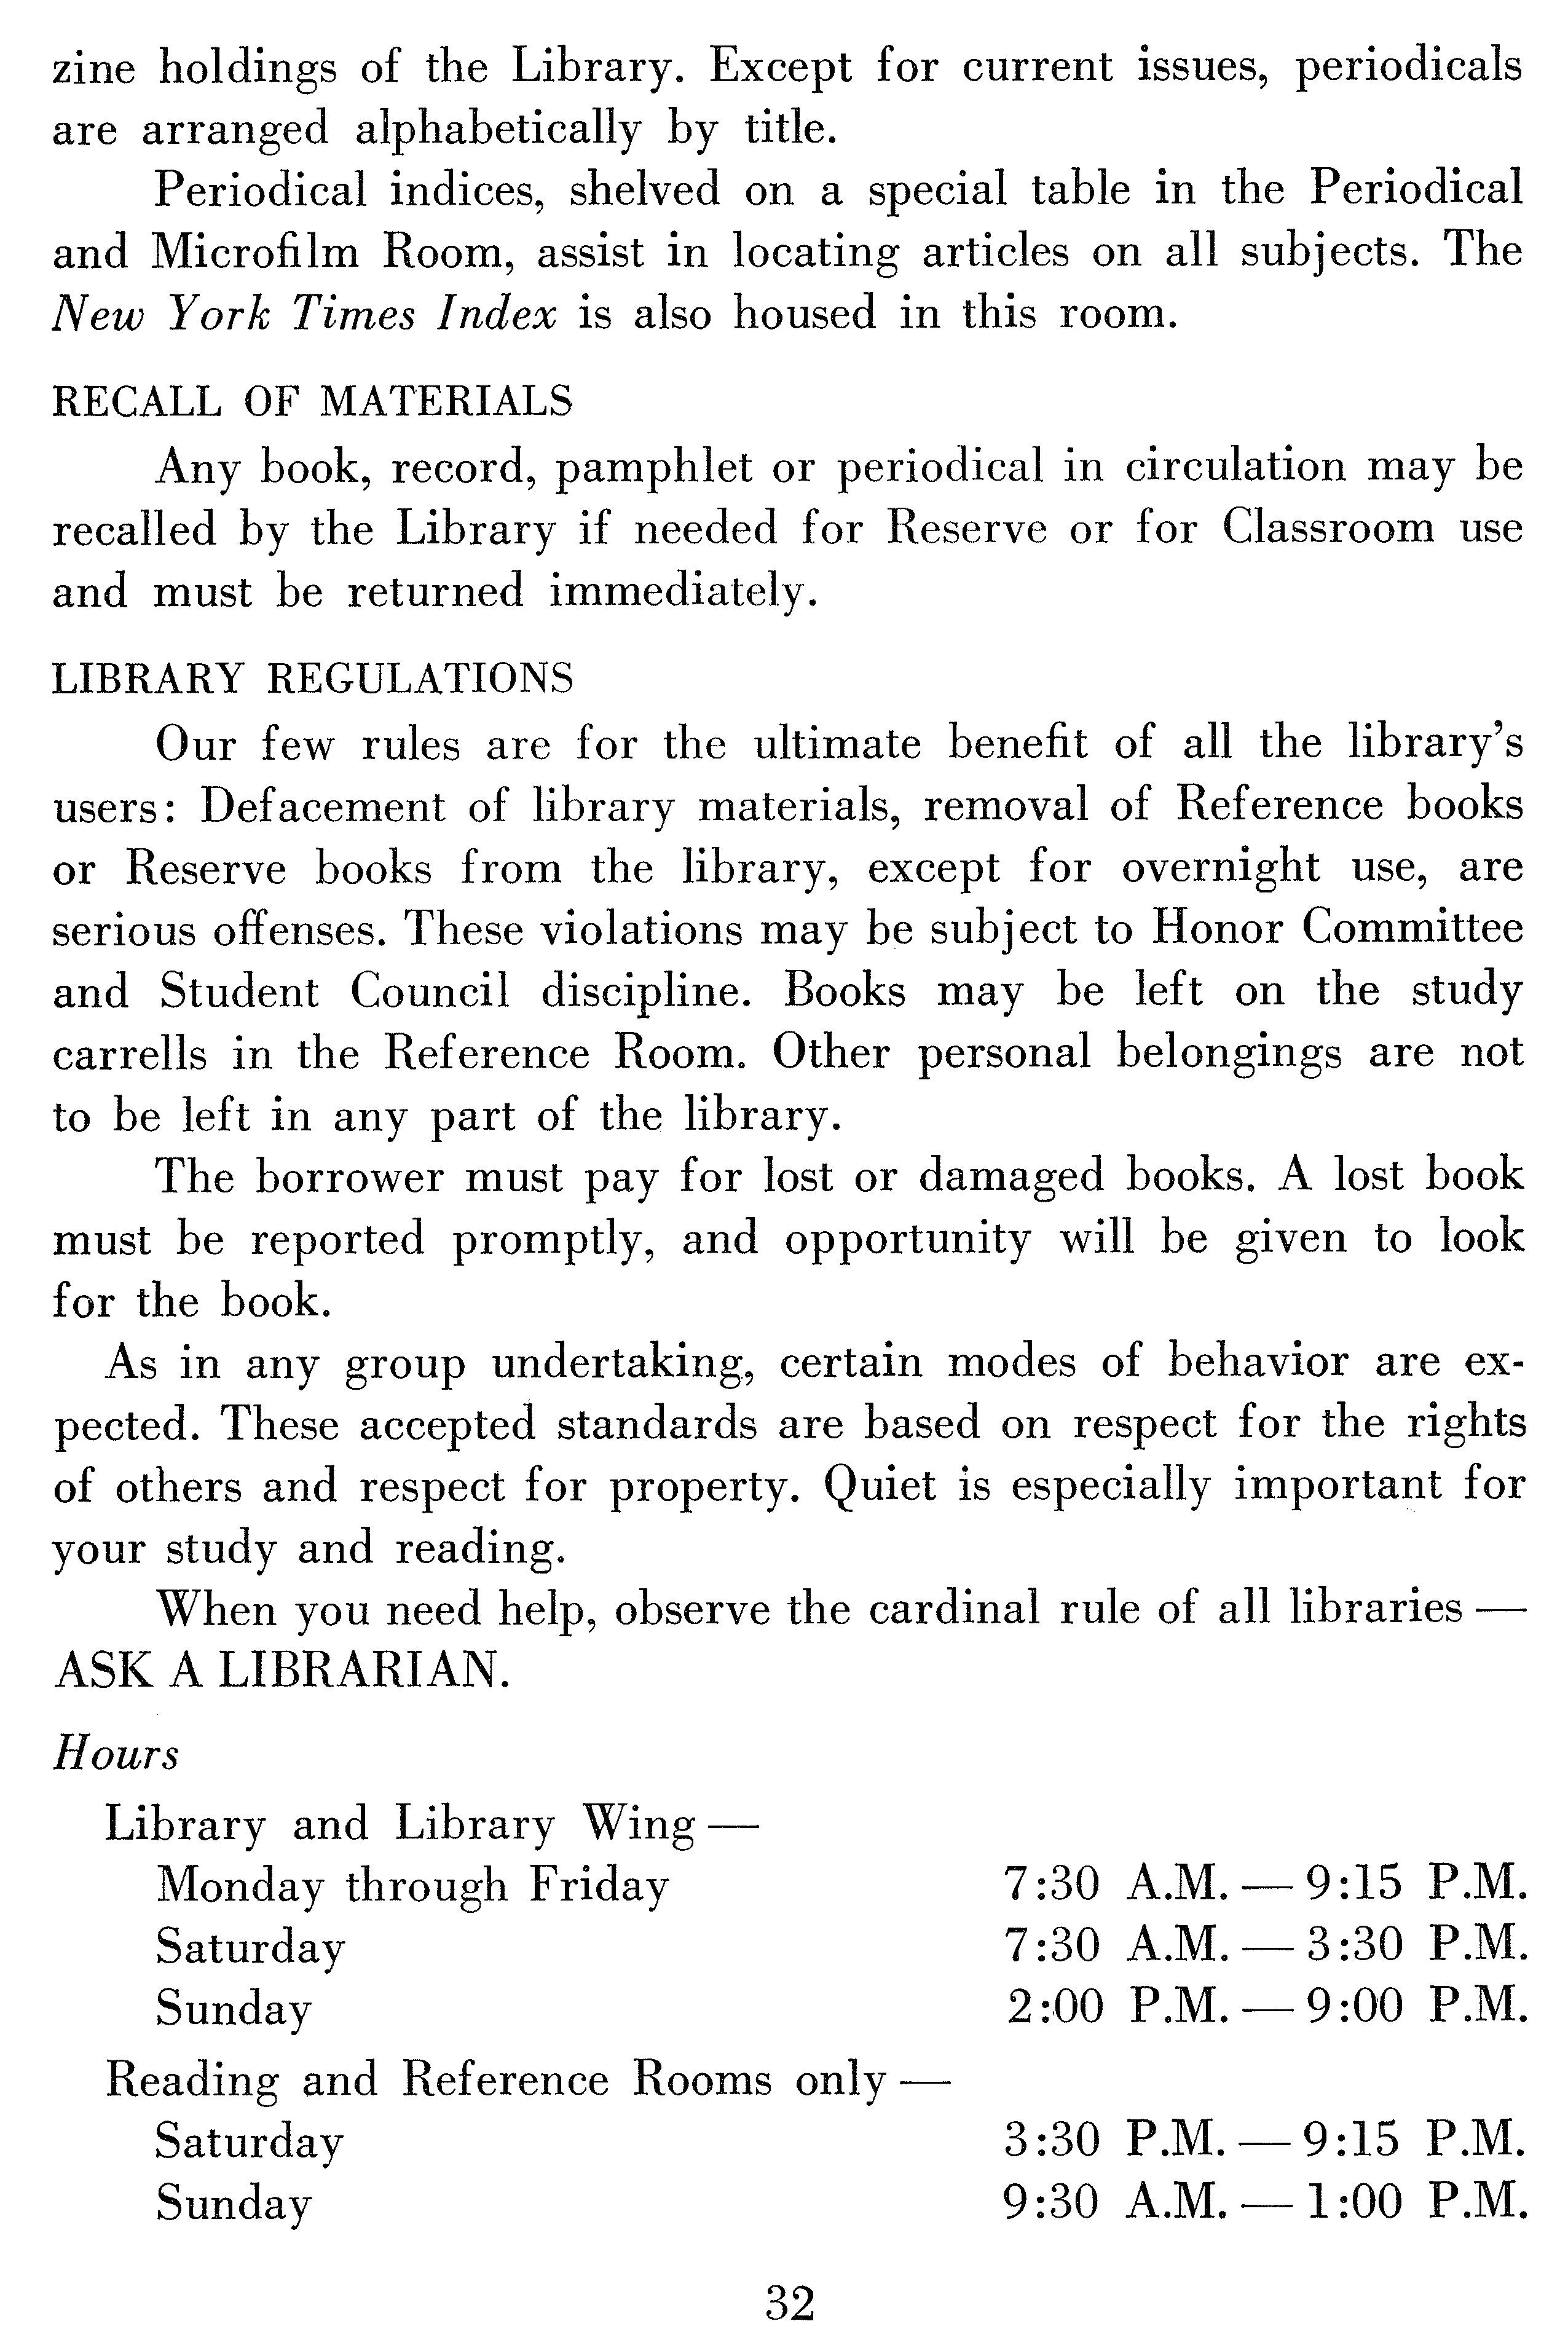 zine holdings of the Library. Except for current issues, periodicals
are arranged alphabetically by title.
Periodical indices, shelved on a special table in the Periodical
and Microfilm Room, assist in locating articles on all subjects. The
New York Times Index is also housed in this room.
RECALL OF MATERIALS
Any book, record, pamphlet or periodical in circulation may be
recalled by the Library if needed for Reserve or for Classroom use
and must be returned immediately.
LIBRARY REGULATIONS
Our few rules are for the ultimate benefit of all the library's
users: Defacement of library materials, removal of Reference books
or Reserve books from the library, except for overnight use, are
serious offenses. These violations may be subject to Honor Committee
and Student Council discipline. Books may be left on the study
carrells in the Reference Room. Other personal belongings are not
to be left in any part of the library.
The borrower must pay for lost or damaged books. A lost book
must be reported promptly, and opportunity will be given to look
for the book.
As in any group undertaking, certain modes of behavior are ex-
pected. These accepted standards are based on respect for the rights
of others and respect for property. Quiet is especially important for
your study and reading.
When you need help, observe the cardinal rule of all libraries —
ASK A LIBRARIAN.
Hours
Library and Library Wing —
Monday through Friday 7:30 A.M. — 9:15 P.M.
Saturday 7:30 A.M. — 3:30 P.M.
Sunday 2:00 P.M. — 9:00 P.M.
Reading and Reference Rooms only —
Saturday 3:30 P.M. — 9:15 P.M.
Sunday 9:30 A.M. — 1:00 P.M.
32